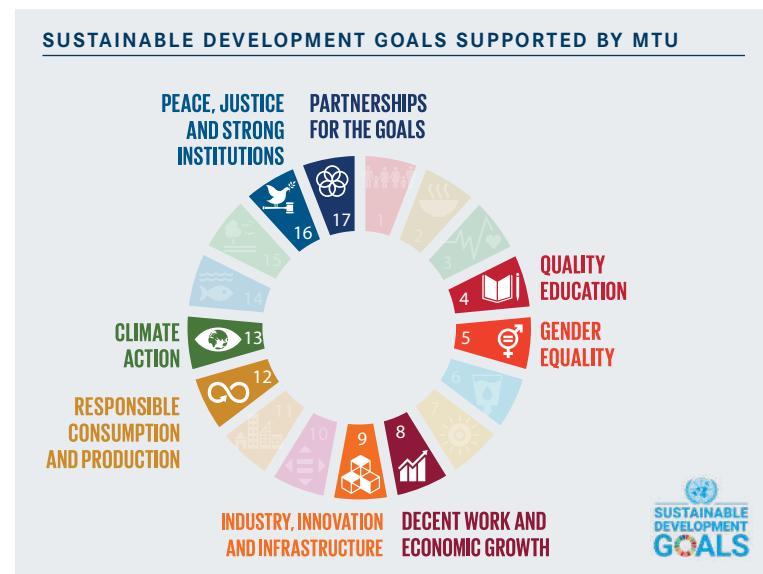 SUSTAINABLE DEVELOPMENT GOALS SUPPORTED BY MTU
PEACE, JUSTICE
AND STRONG
INSTITUTIONS
PARTNERSHIPS
FOR THE GOALS
17
1
2
3
4
5
6
7
8
9
10
11
12
13
14
15
16
QUALITY
EDUCATION
GENDER
EQUALITY
CLIMATE
ACTION
RESPONSIBLE
CONSUMPTION
AND PRODUCTION
INDUSTRY, INNOVATION
AND INFRASTRUCTURE
DECENT WORK AND
ECONOMIC GROWTH
SUSTAINABLE
DEVELOPMENT
GOALS